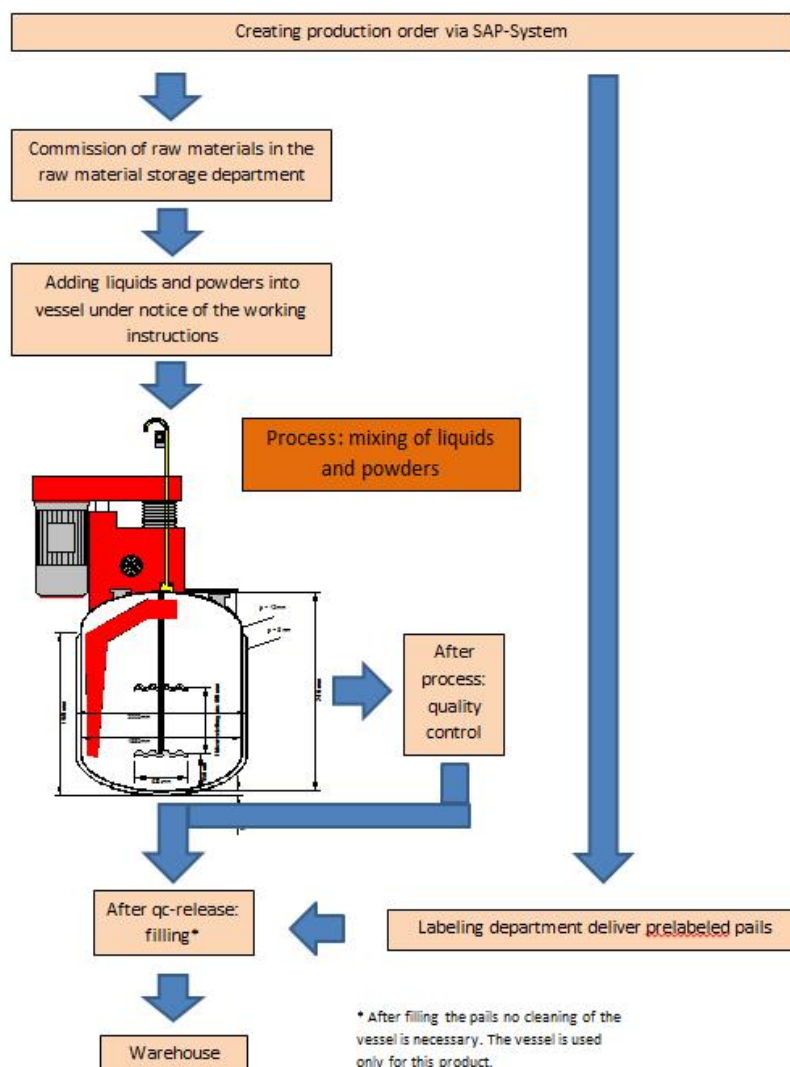 Creating production order via SAP-System
Commission of raw materials in the
raw material storage department
Adding liquids and powders into
vessel under notice of the working
instructions
Process: mixing of liquids
and powders
After
process:
quality
control
After qc-release:
filling*
Labeling department deliver prelabeled pails
Warehouse
* After filling the pails no cleaning of the
vessel is necessary. The vessel is used
only for this product.